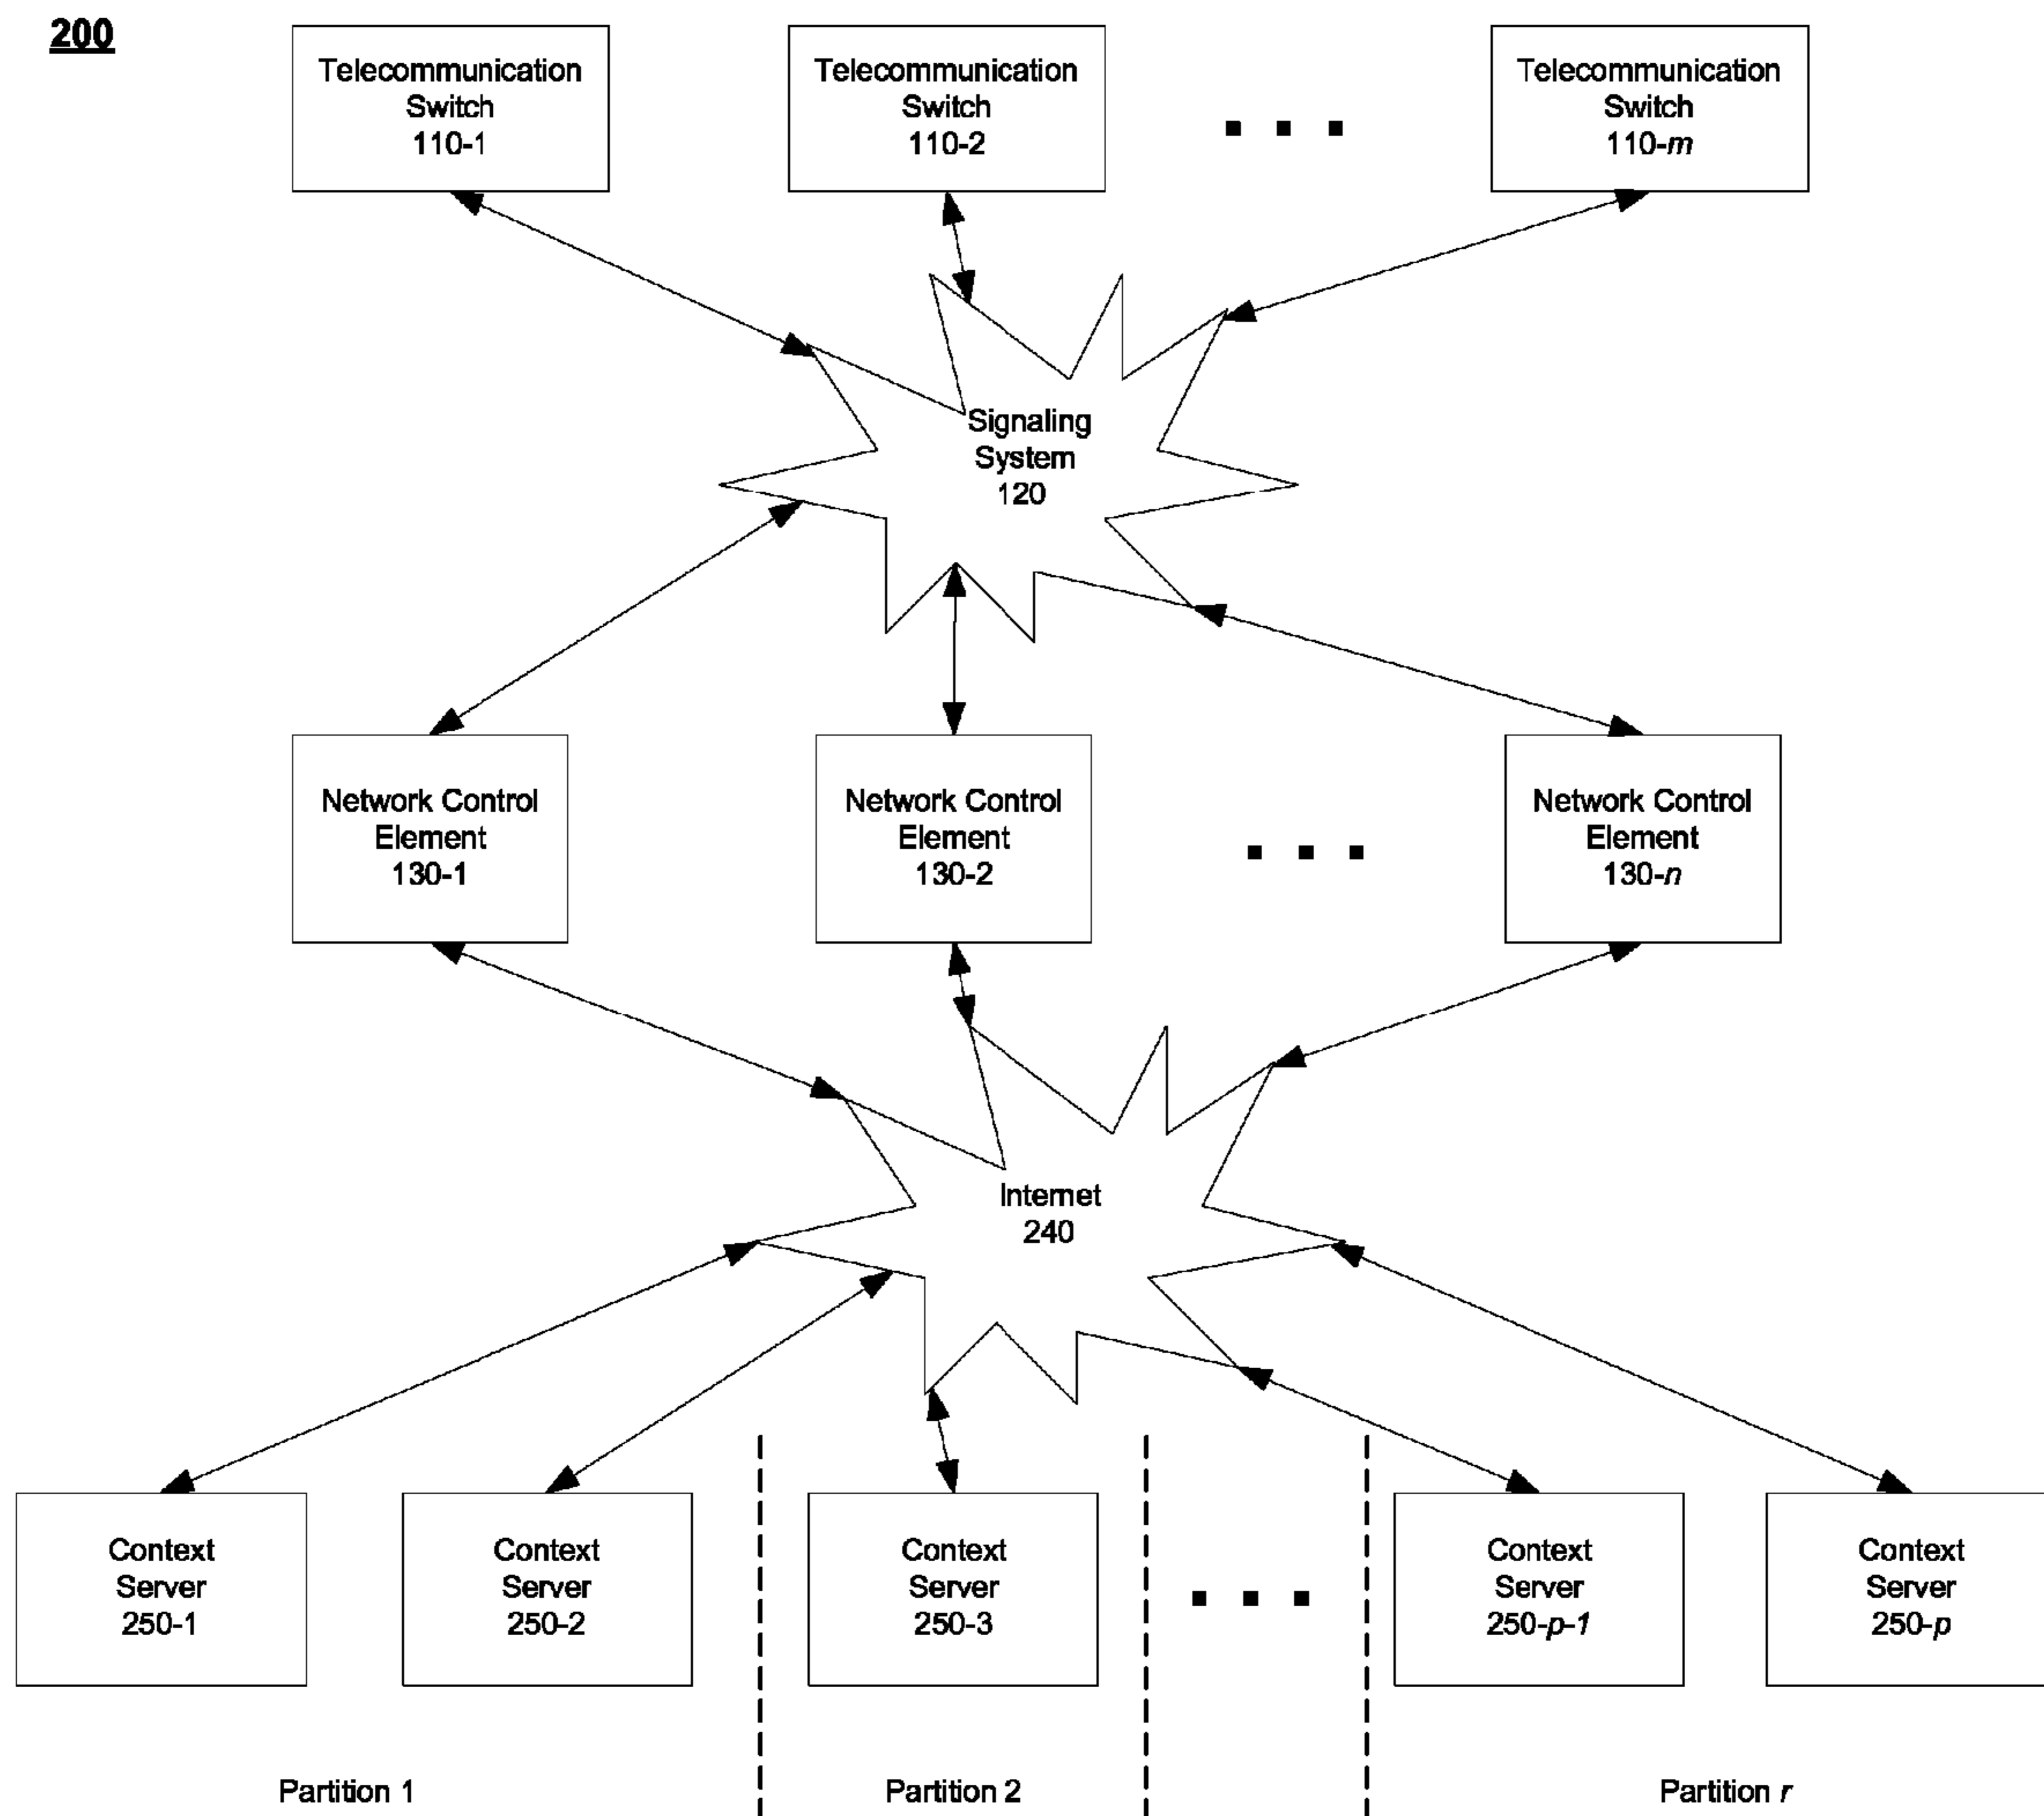 200
Telecommunication
Switch
110-1
Telecommunication
Switch
110-2
Telecommunication
Switch
110-m
Signaling
System
120
Network Control
Element
130-1
Network Control
Element
130-2
Network Control
Element
130-n
Internet
240
Context
Server
250-1
Context
Server
250-2
Context
Server
250-3
Context
Server
250-p-1
Context
Server
250-p
Partition 1
Partition 2
Partition r